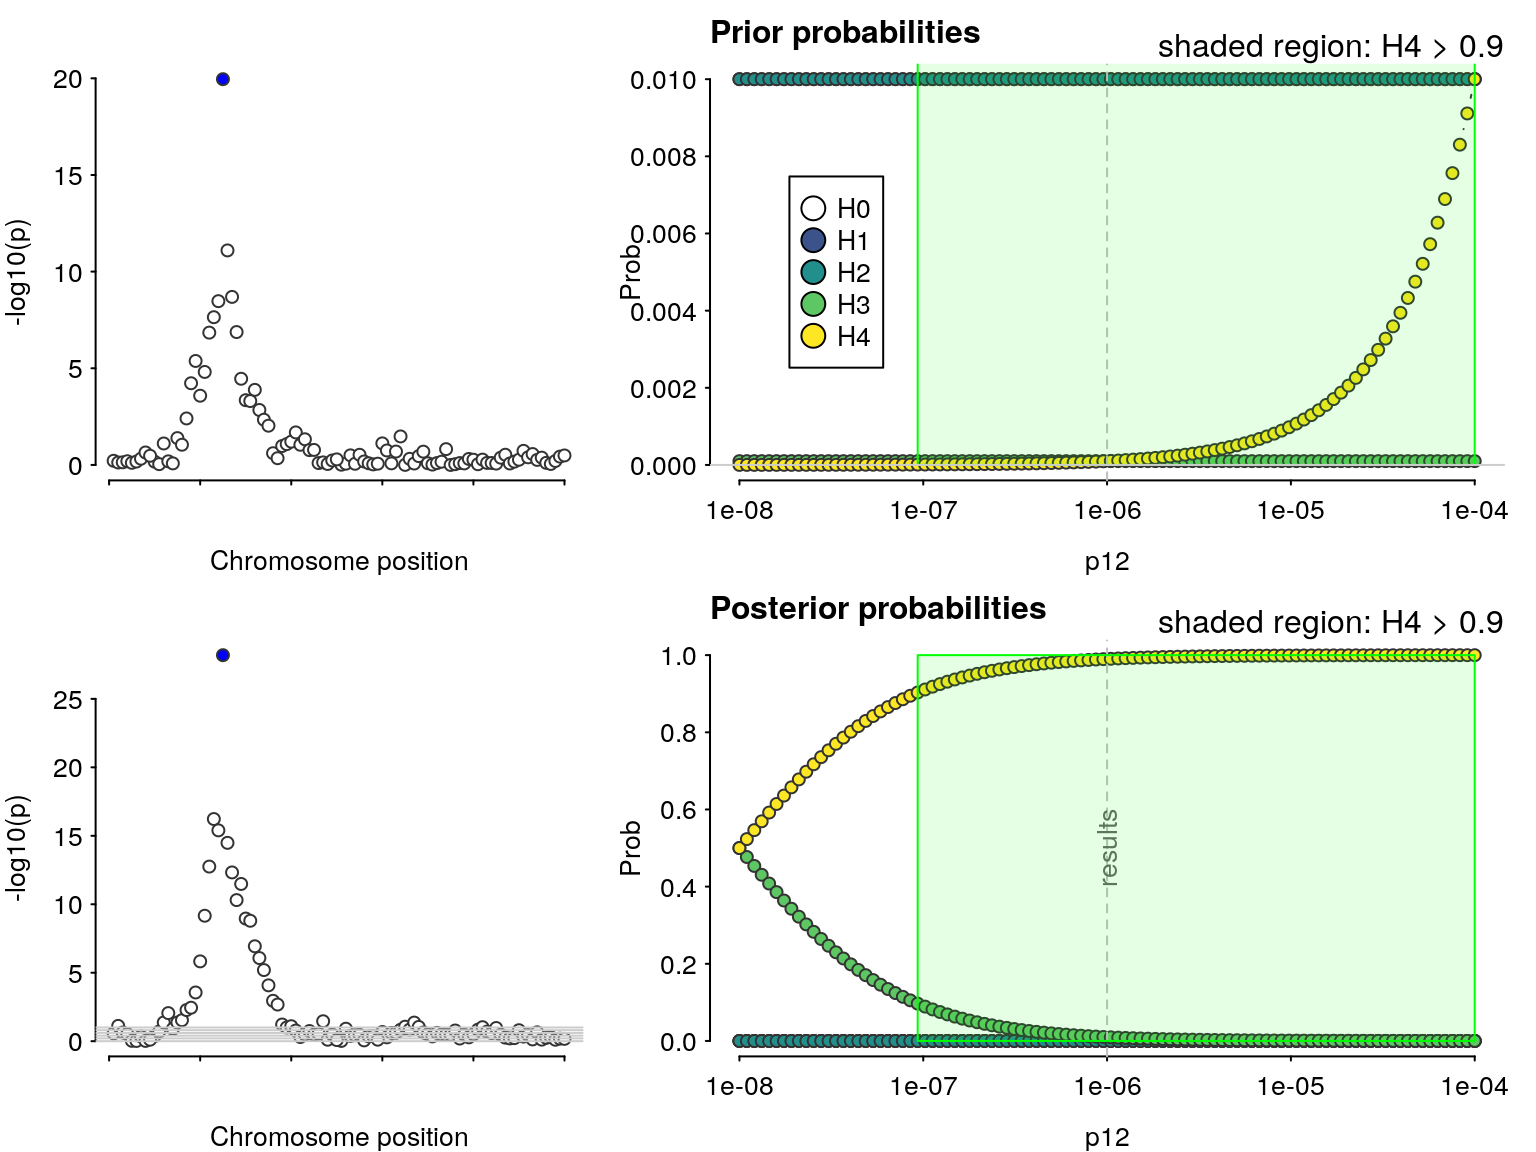 20
15
10
5
0
-log10(p)
Chromosome position
Prior probabilities
shaded region: H4 > 0.9
0.010
0.008
0.006
0.004
0.002
0.000
Prob
H0
H1
H2
H3
H4
1e-08 1e-07 1e-06 1e-05 1e-04
p12
25
20
15
10
5
0
-log10(p)
Chromosome position
Posterior probabilities
shaded region: H4 > 0.9
1.0
0.8
0.6
0.4
0.2
0.0
Prob
results
1e-08 1e-07 1e-06 1e-05 1e-04
p12